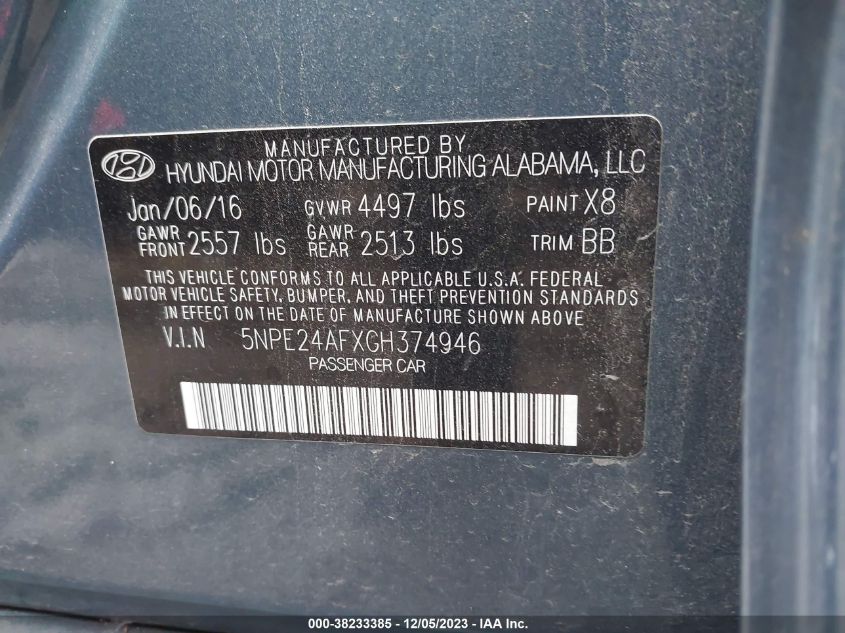 MANUFACTURED BY
HYUNDAI MOTOR MANUFACTURING ALABAMA, LLC
Jan/06/16 GVWR 4497 lbs PAINT X8
GAWR FRONT 2557 lbs GAWR REAR 2513 lbs TRIM BB
THIS VEHICLE CONFORMS TO ALL APPLICABLE U.S.A. FEDERAL
MOTOR VEHICLE SAFETY, BUMPER, AND THEFT PREVENTION STANDARDS
IN EFFECT ON THE DATE OF MANUFACTURE SHOWN ABOVE
V.I.N 5NPE24AFXGH374946
PASSENGER CAR
000-38233385 - 12/05/2023 - IAA Inc.